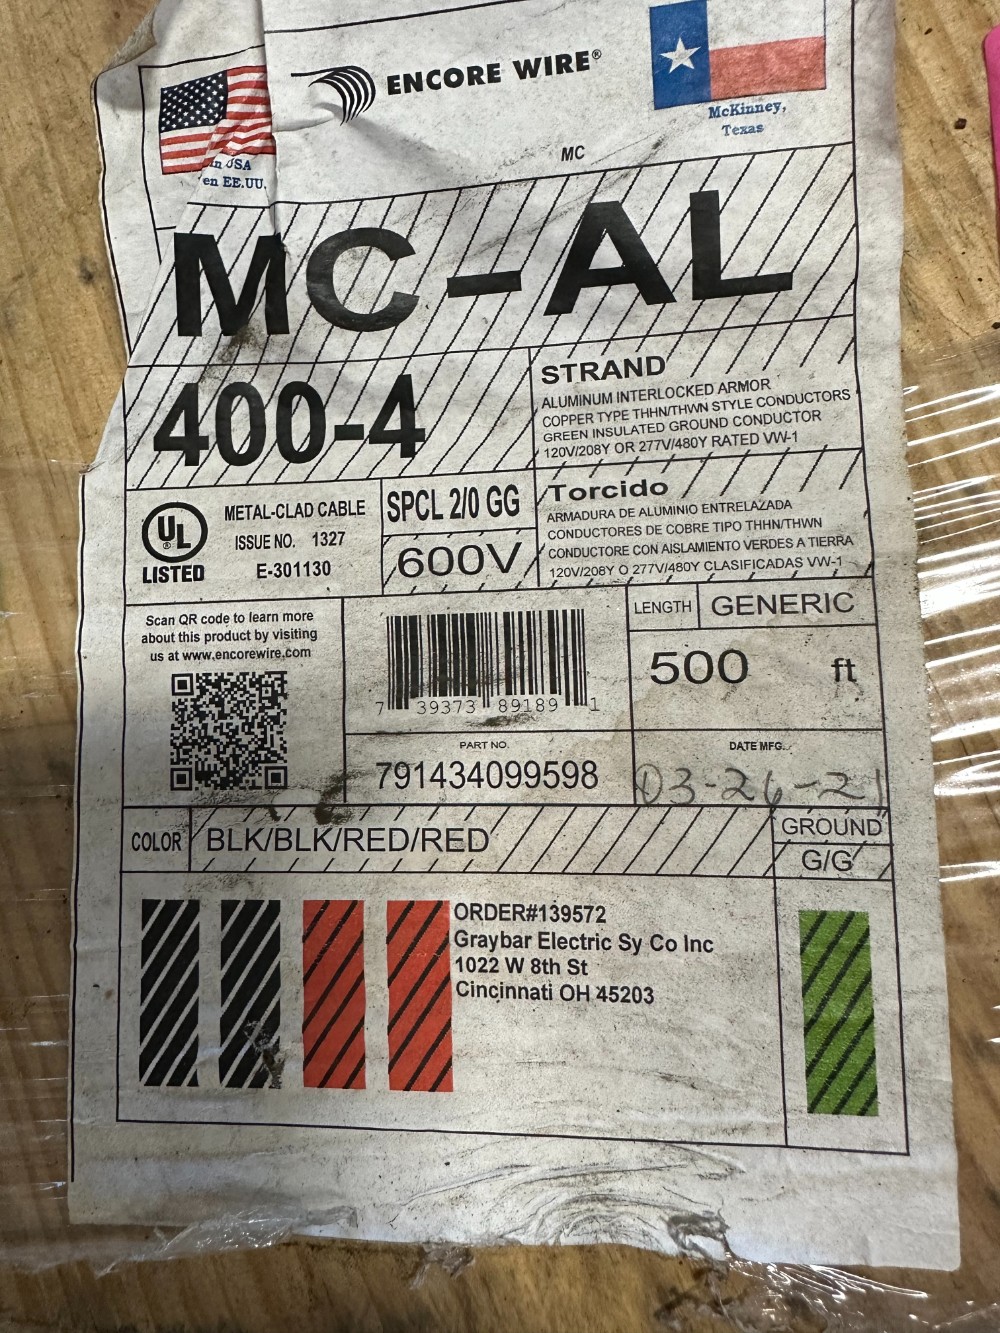 ENCORE WIRE®
McKinney,
Texas
in USA
en EE.UU.
MC
MC-AL
400-4
STRAND
ALUMINUM INTERLOCKED ARMOR
COPPER TYPE THHN/THWN STYLE CONDUCTORS
GREEN INSULATED GROUND CONDUCTOR
120V/208Y OR 277V/480Y RATED VW-1
UL
®
LISTED
METAL-CLAD CABLE
ISSUE NO. 1327
E-301130
SPCL 2/0 GG
600V
Torcido
ARMADURA DE ALUMINIO ENTRELAZADA
CONDUCTORES DE COBRE TIPO THHN/THWN
CONDUCTORE CON AISLAMIENTO VERDES A TIERRA
120V/208Y O 277V/480Y CLASIFICADAS VW-1
Scan QR code to learn more
about this product by visiting
us at www.encorewire.com
7 39373 89189 1
PART NO.
791434099598
LENGTH GENERIC
500 ft
DATE MFG.
03-26-21
COLOR BLK/BLK/RED/RED
GROUND
G/G
ORDER#139572
Graybar Electric Sy Co Inc
1022 W 8th St
Cincinnati OH 45203